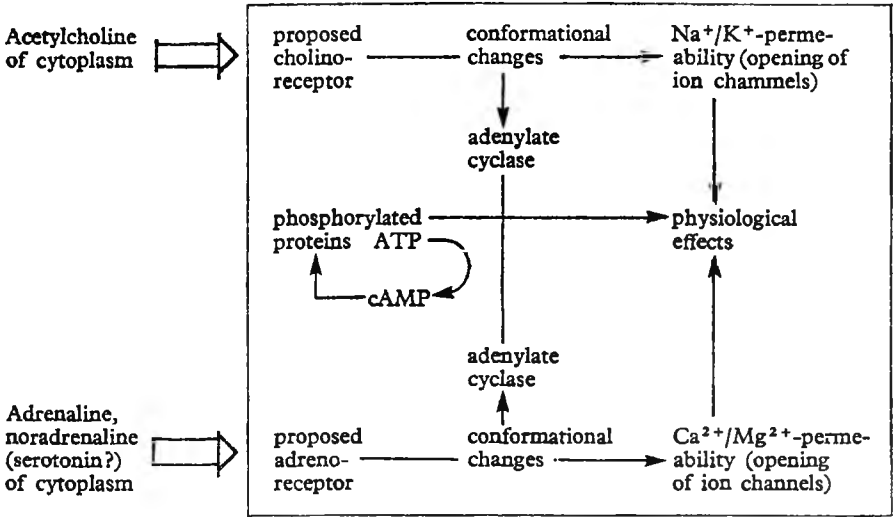 Acetylcholine
of cytoplasm
proposed
cholino-
receptor
conformational
changes
Na⁺/K⁺-perme-
ability (opening of
ion chammels)
adenylate
cyclase
phosphorylated
proteins ATP
cAMP
physiological
effects
adenylate
cyclase
Adrenaline,
noradrenaline
(serotonin?)
of cytoplasm
proposed
adreno-
receptor
conformational
changes
Ca²⁺/Mg²⁺-perme-
ability (opening
of ion channels)